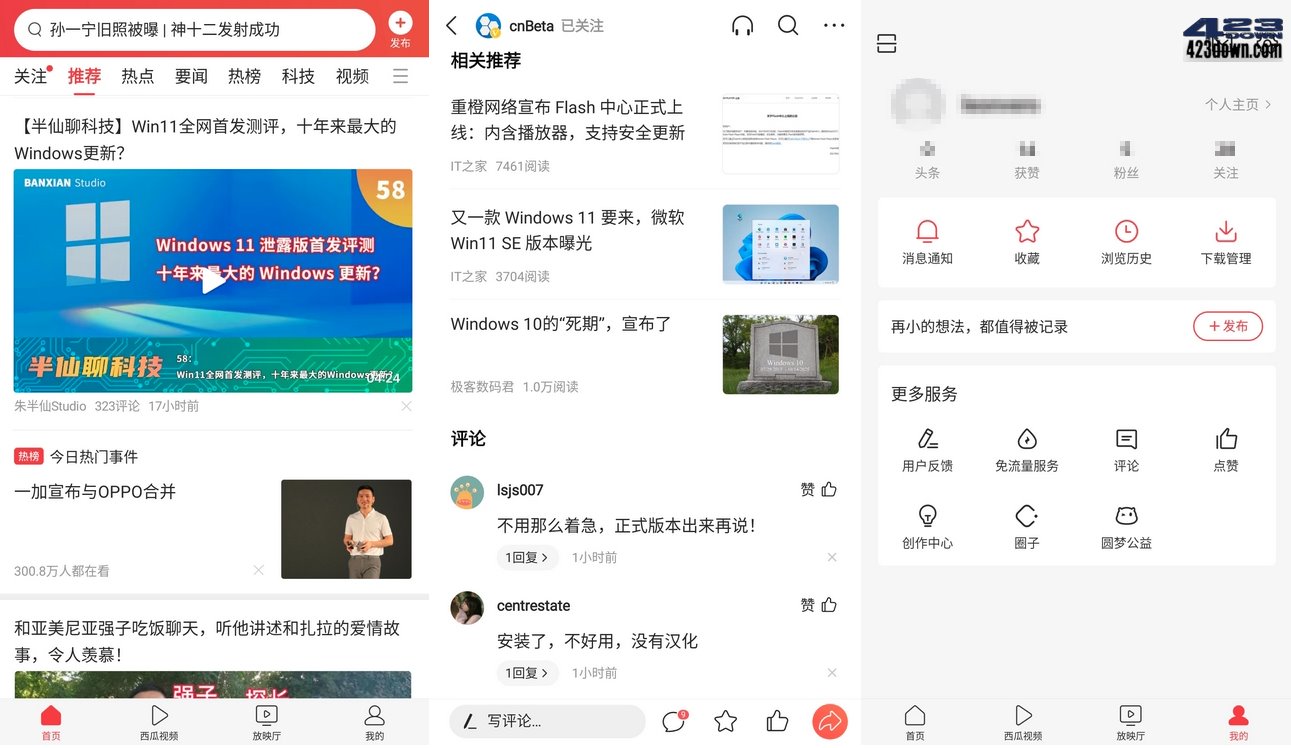 孙一宁旧照被曝 | 神十二发射成功
发布
关注
推荐
热点
要闻
热榜
科技
视频
【半仙聊科技】Win11全网首发测评，十年来最大的
Windows更新？
BANXIAN Studio
58
Windows 11 泄露版首发评测
十年来最大的 Windows 更新？
半仙聊科技
58：
Win11全网首发测评，十年来最大的Windows更新？
04:24
朱半仙Studio 323评论 17小时前
热榜 今日热门事件
一加宣布与OPPO合并
300.8万人都在看
和亚美尼亚强子吃饭聊天，听他讲述和扎拉的爱情故
事，令人羡慕！
强子
首页
西瓜视频
放映厅
我的
cnBeta 已关注
相关推荐
重橙网络宣布 Flash 中心正式上
线：内含播放器，支持安全更新
IT之家 7461阅读
又一款 Windows 11 要来，微软
Win11 SE 版本曝光
IT之家 3704阅读
Windows 10的“死期”，宣布了
Windows 10
极客数码君 1.0万阅读
评论
lsjs007
赞
不用那么着急，正式版本出来再说！
1回复
1小时前
centrestate
赞
安装了，不好用，没有汉化
1回复
1小时前
写评论...
9
423DOWN
423down.com
个人主页
头条
获赞
粉丝
关注
消息通知
收藏
浏览历史
下载管理
再小的想法，都值得被记录
+发布
更多服务
用户反馈
免流量服务
评论
点赞
创作中心
圈子
圆梦公益
首页
西瓜视频
放映厅
我的